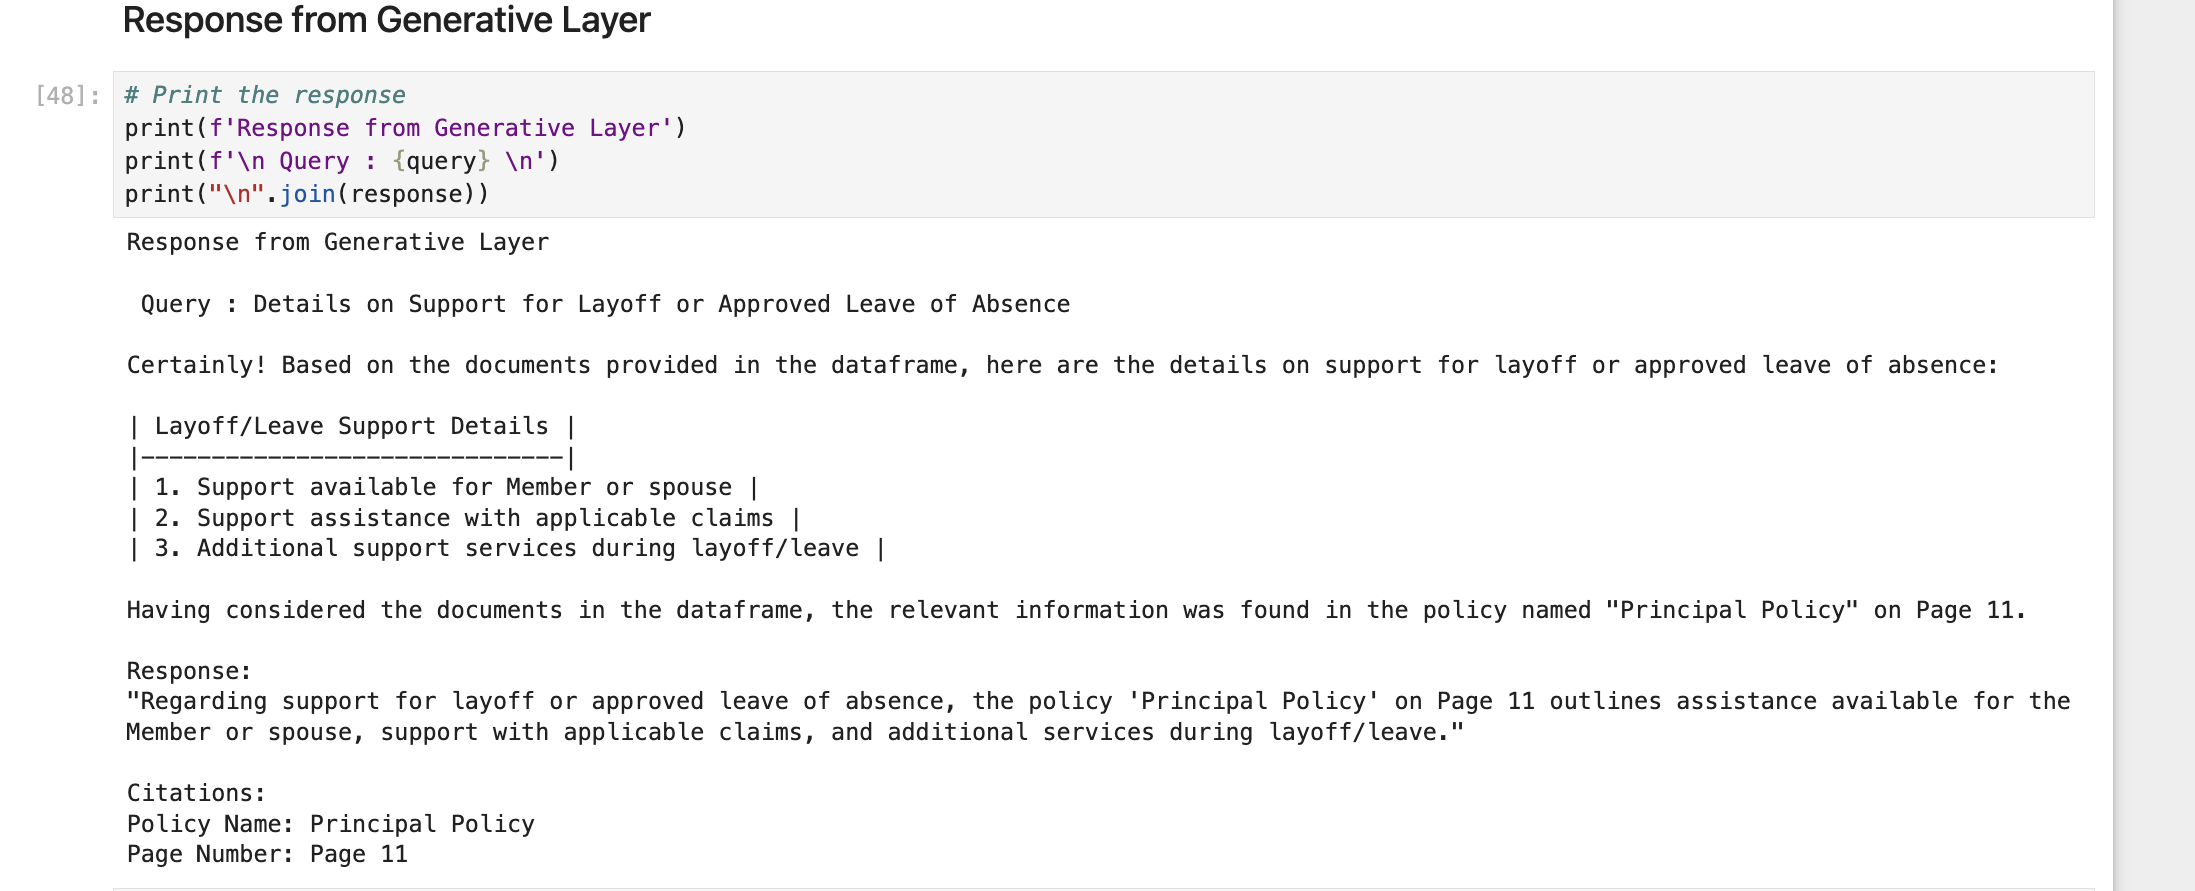 Response from Generative Layer
[48]:
# Print the response
print(f'Response from Generative Layer')
print(f'\n Query : {query} \n')
print("\n".join(response))
Response from Generative Layer
Query : Details on Support for Layoff or Approved Leave of Absence
Certainly! Based on the documents provided in the dataframe, here are the details on support for layoff or approved leave of absence:
| Layoff/Leave Support Details |
|------------------------------|
| 1. Support available for Member or spouse |
| 2. Support assistance with applicable claims |
| 3. Additional support services during layoff/leave |
Having considered the documents in the dataframe, the relevant information was found in the policy named "Principal Policy" on Page 11.
Response:
"Regarding support for layoff or approved leave of absence, the policy 'Principal Policy' on Page 11 outlines assistance available for the
Member or spouse, support with applicable claims, and additional services during layoff/leave."
Citations:
Policy Name: Principal Policy
Page Number: Page 11